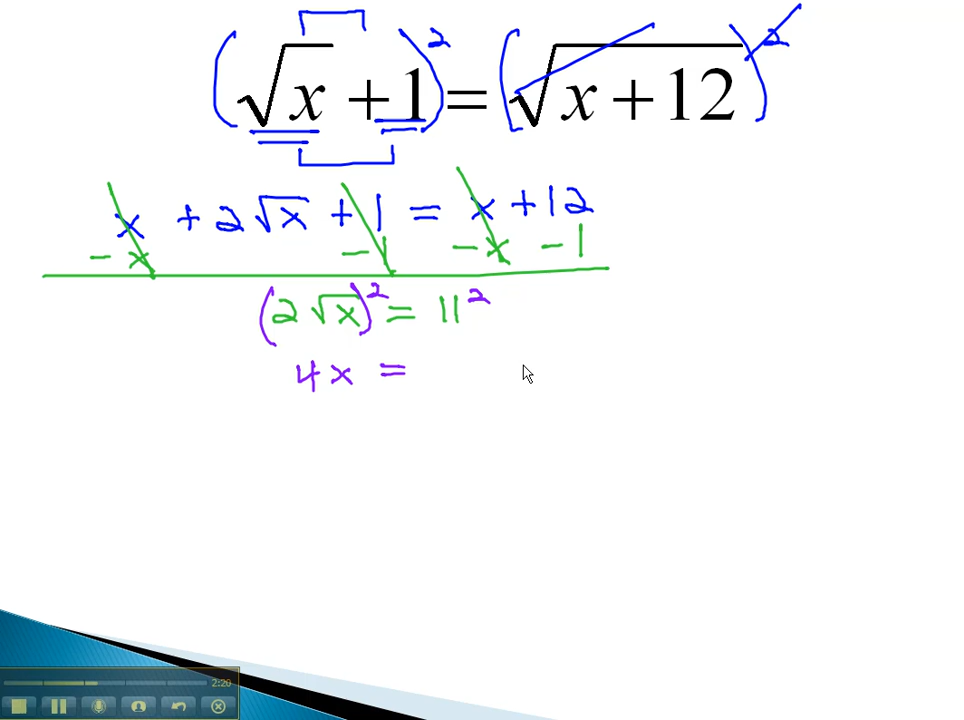 (√x + 1)² = (√x + 12)²
x + 2√x + 1 = x + 12
- x - 1 - x - 1
(2√x)² = 11²
4x =
2:20